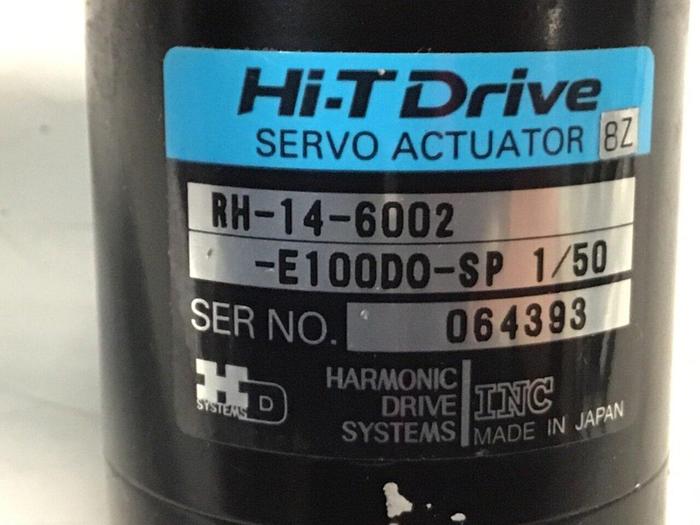 Hi-T Drive
SERVO ACTUATOR 8Z
RH-14-6002
-E100DO-SP 1/50
SER NO. 064393
H D SYSTEMS
HARMONIC
DRIVE
SYSTEMS
INC
MADE IN JAPAN